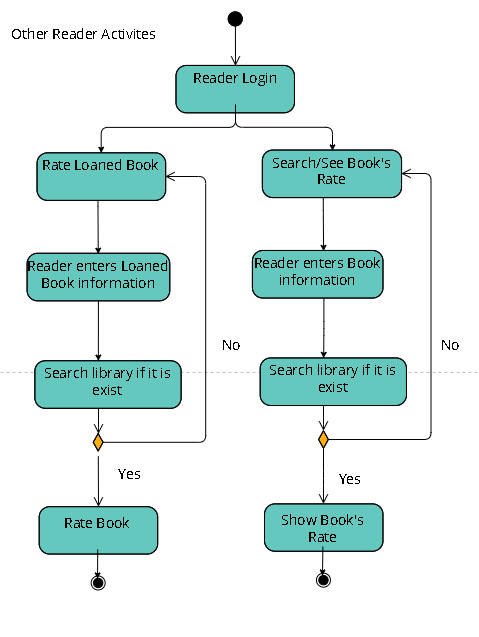 Other Reader Activites
Reader Login
Rate Loaned Book
Reader enters Loaned
Book information
Search library if it is
exist
No
Yes
Rate Book
Search/See Book's
Rate
Reader enters Book
information
Search library if it is
exist
No
Yes
Show Book's
Rate